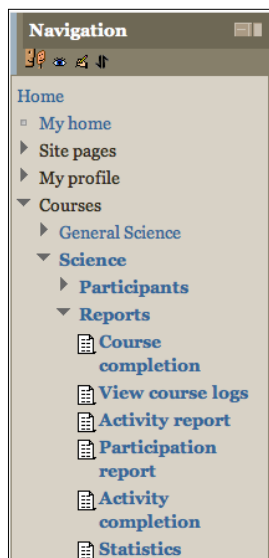 Navigation
Home
My home
Site pages
My profile
Courses
General Science
Science
Participants
Reports
Course
completion
View course logs
Activity report
Participation
report
Activity
completion
Statistics